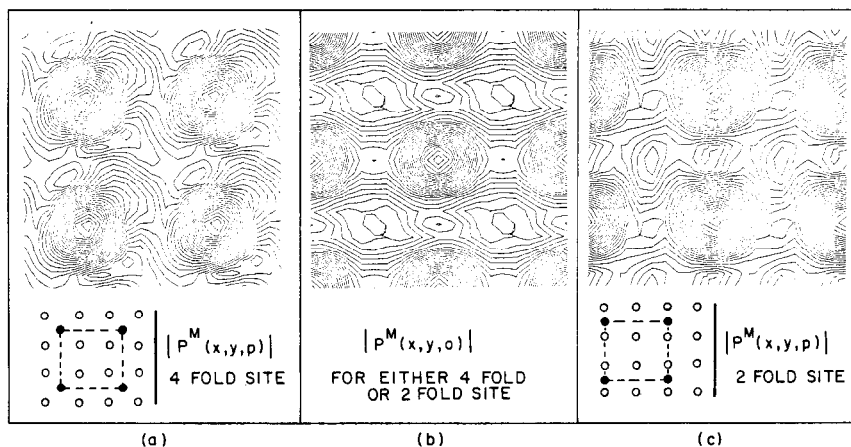 |P^M(x,y,p)|
4 FOLD SITE
|P^M(x,y,o)|
FOR EITHER 4 FOLD
OR 2 FOLD SITE
|P^M(x,y,p)|
2 FOLD SITE
(a)
(b)
(c)